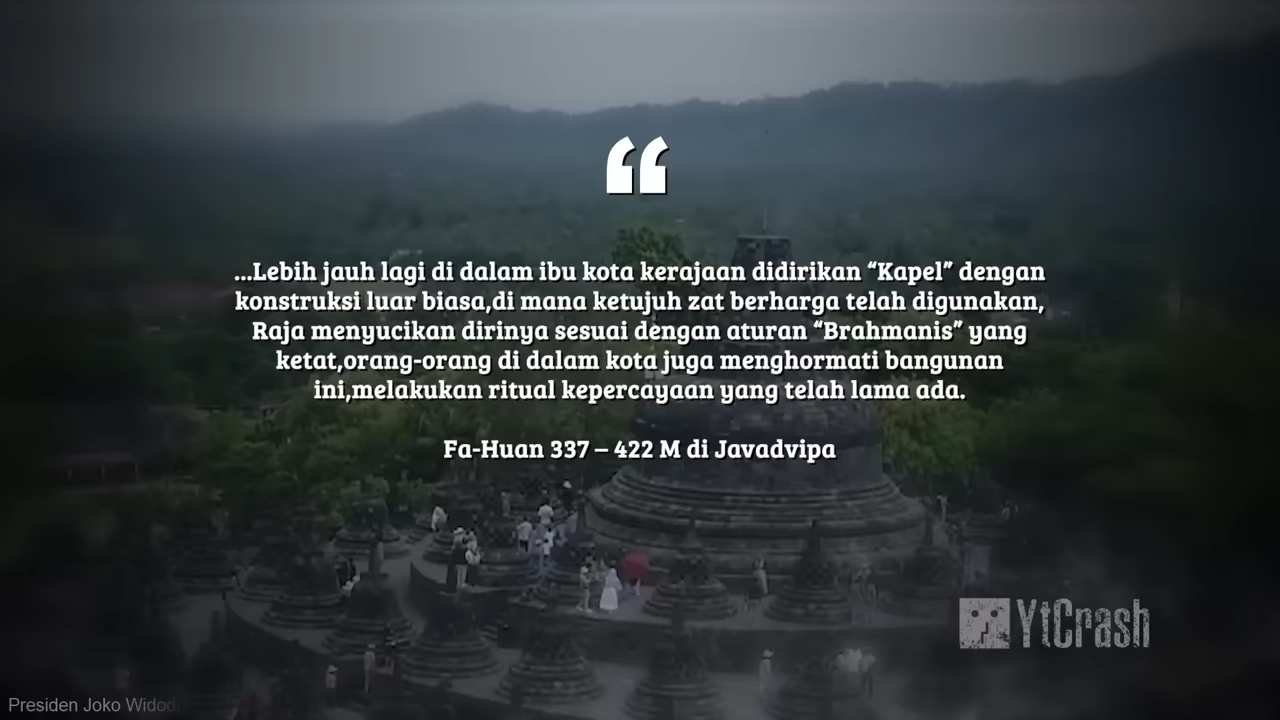 “
...Lebih jauh lagi di dalam ibu kota kerajaan didirikan “Kapel” dengan
konstruksi luar biasa,di mana ketujuh zat berharga telah digunakan,
Raja menyucikan dirinya sesuai dengan aturan “Brahmanis” yang
ketat,orang-orang di dalam kota juga menghormati bangunan
ini,melakukan ritual kepercayaan yang telah lama ada.
Fa-Huan 337 – 422 M di Javadvipa
YtCrash
Presiden Joko Widodo